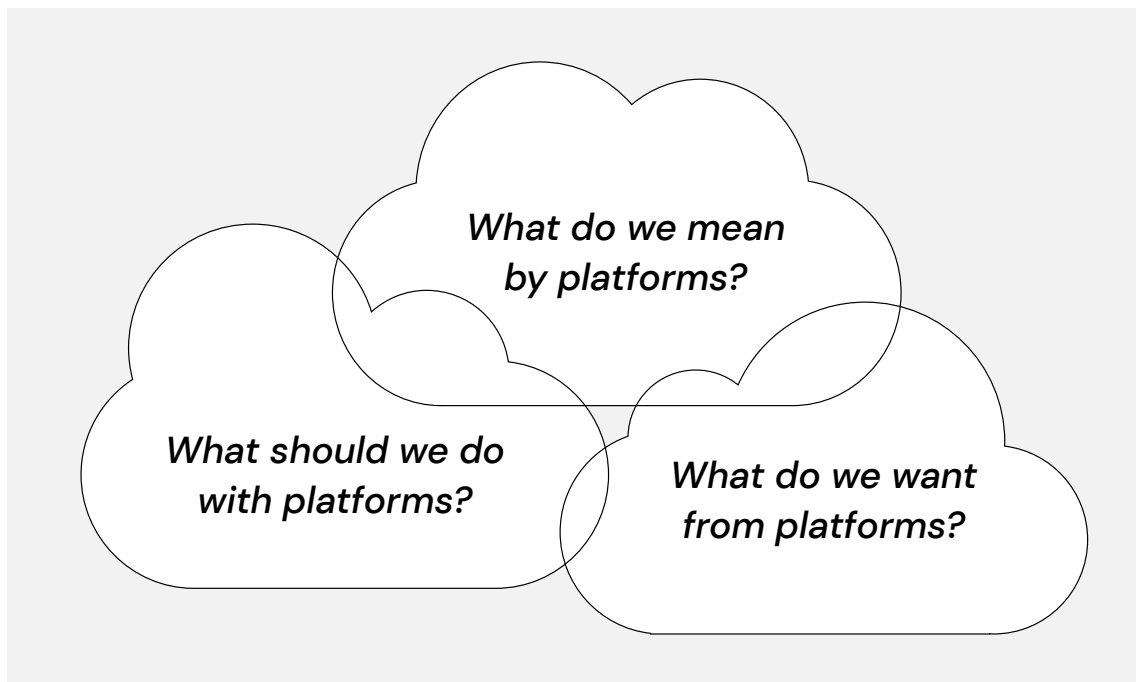 What do we mean
by platforms?
What should we do
with platforms?
What do we want
from platforms?